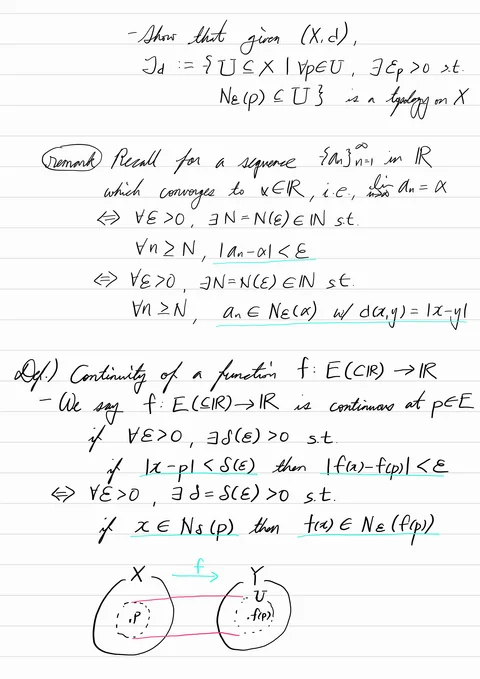 - Show that given (X,d),
ℑd := {U ⊆ X | ∀p∈U, ∃εp>0 s.t.
Nε(p) ⊆ U} is a topology on X
remark) Recall for a sequence {an}∞n=1 in ℝ
which converges to α∈ℝ, i.e., lim n→∞ an = α
⇔ ∀ε>0, ∃N=N(ε)∈ℕ s.t.
∀n≥N, |an-α|<ε
⇔ ∀ε>0, ∃N=N(ε)∈ℕ s.t.
∀n≥N, an ∈ Nε(α) w/ d(x,y)=|x-y|
Def.) Continuity of a function f: E(⊂ℝ) → ℝ
- We say f: E(⊆ℝ) → ℝ is continuous at p∈E
if ∀ε>0, ∃δ(ε)>0 s.t.
if |x-p|<δ(ε) then |f(x)-f(p)|<ε
⇔ ∀ε>0, ∃δ=δ(ε)>0 s.t.
if x ∈ Nδ(p) then f(x) ∈ Nε(f(p))
X f Y
U
.p .f(p)